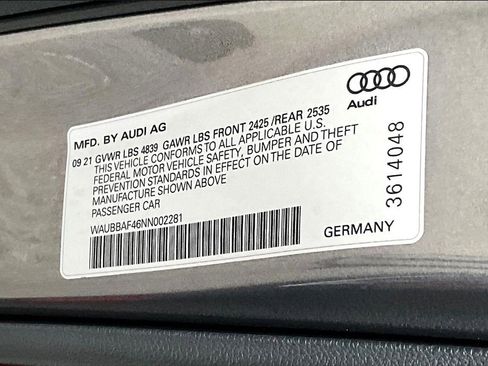 MFD. BY AUDI AG
09 21 GVWR LBS 4839 GAWR LBS FRONT 2425 /REAR 2535
THIS VEHICLE CONFORMS TO ALL APPLICABLE U.S.
FEDERAL MOTOR VEHICLE SAFETY, BUMPER AND THEFT
PREVENTION STANDARDS IN EFFECT ON THE DATE OF
MANUFACTURE SHOWN ABOVE
PASSENGER CAR
WAUBBAF46NN002281
Audi
3614048
GERMANY